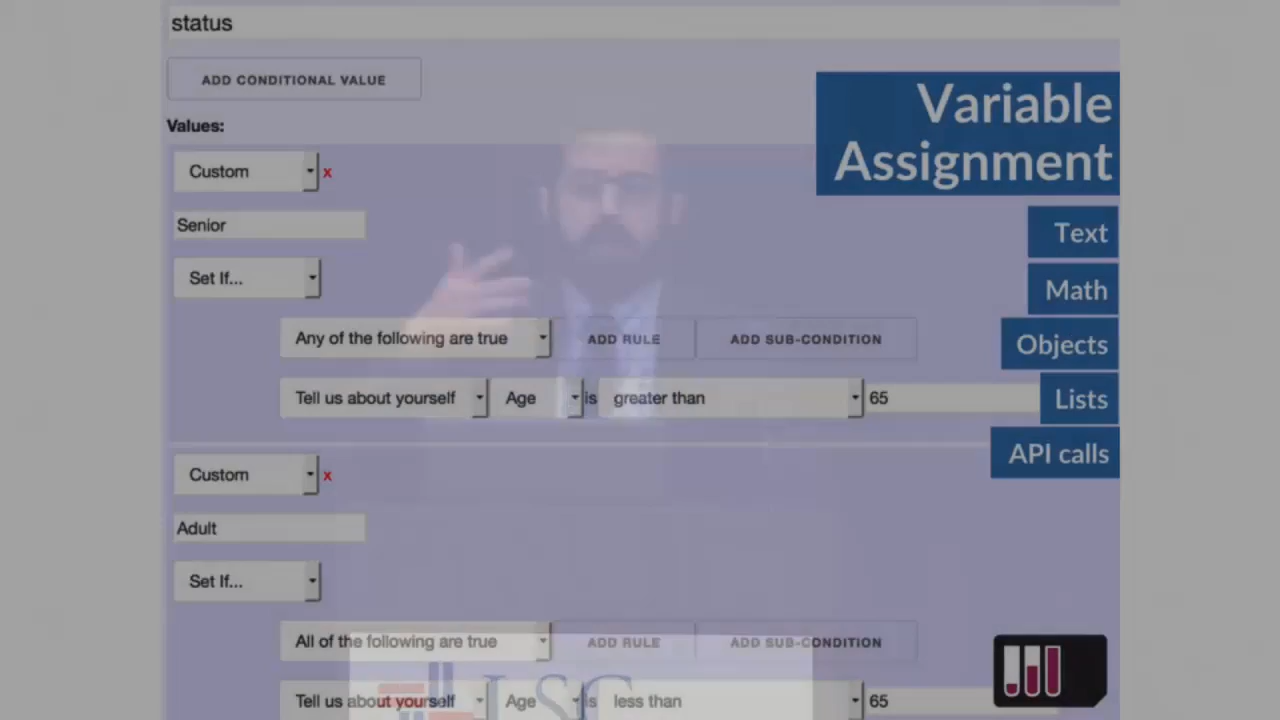 status
ADD CONDITIONAL VALUE
Variable
Assignment
Values:
Custom x
Senior
Text
Set If...
Math
Any of the following are true ADD RULE ADD SUB-CONDITION
Objects
Tell us about yourself Age is greater than 65
Lists
API calls
Custom x
Adult
Set If...
All of the following are true ADD RULE ADD SUB-CONDITION
LSC
Tell us about yourself Age is less than 65